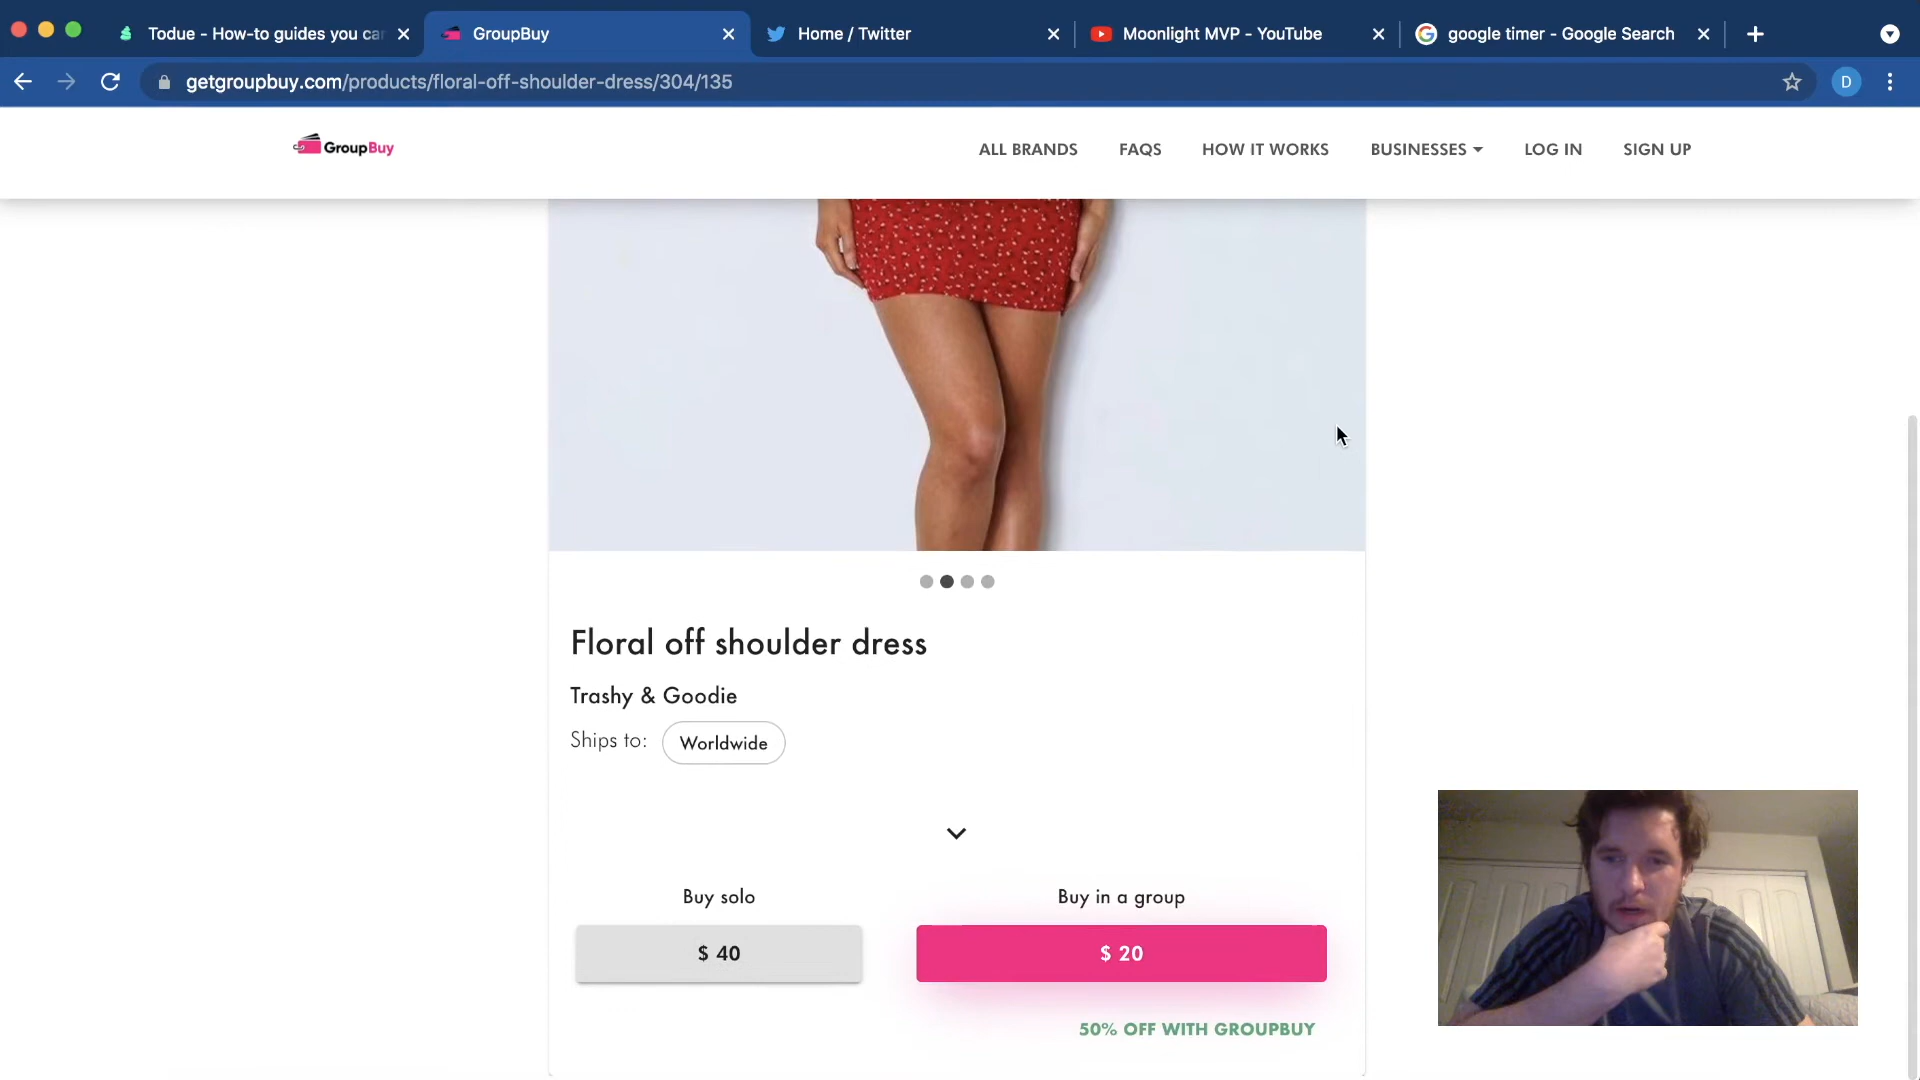 Todue - How-to guides you can
GroupBuy
Home / Twitter
Moonlight MVP - YouTube
google timer - Google Search
getgroupbuy.com/products/floral-off-shoulder-dress/304/135
D
GroupBuy
ALL BRANDS
FAQS
HOW IT WORKS
BUSINESSES
LOG IN
SIGN UP
Floral off shoulder dress
Trashy & Goodie
Ships to: Worldwide
Buy solo
Buy in a group
$ 40
$ 20
50% OFF WITH GROUPBUY